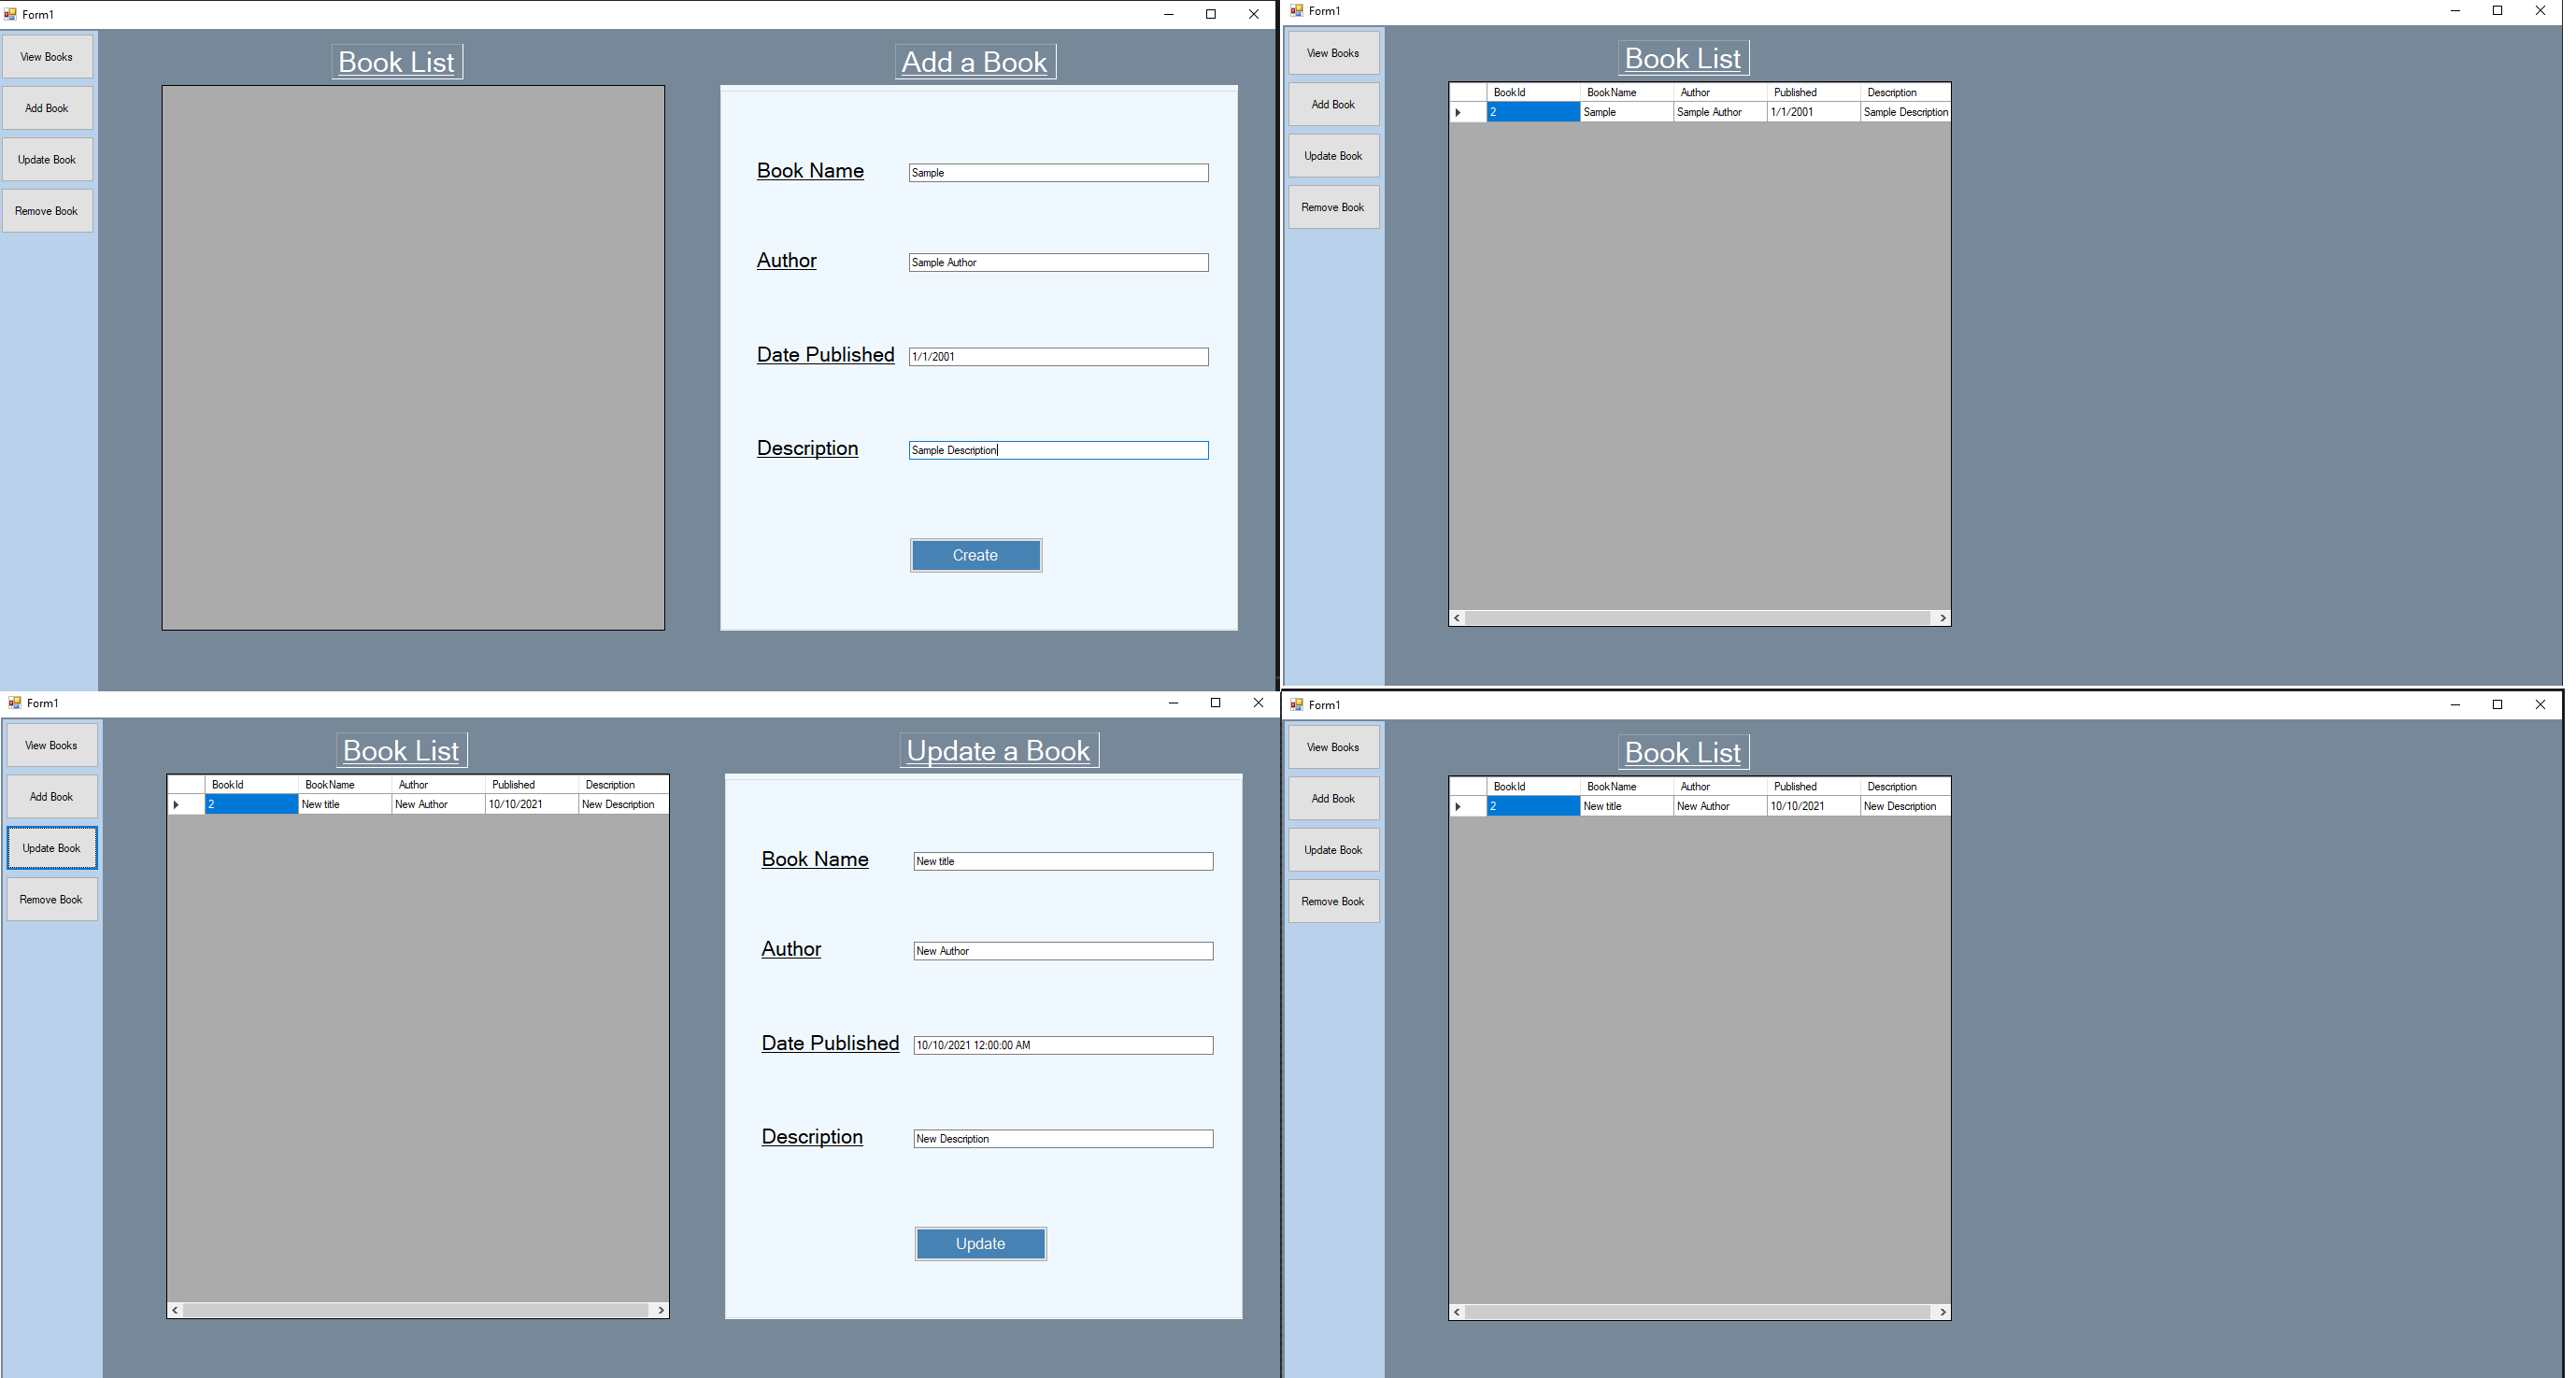 Form1
View Books
Add Book
Update Book
Remove Book
Book List
Add a Book
Book Name Sample
Author Sample Author
Date Published 1/1/2001
Description Sample Description
Create
Form1
View Books
Add Book
Update Book
Remove Book
Book List
BookId BookName Author Published Description
2 Sample Sample Author 1/1/2001 Sample Description
Form1
View Books
Add Book
Update Book
Remove Book
Book List
BookId BookName Author Published Description
2 New title New Author 10/10/2021 New Description
Update a Book
Book Name New title
Author New Author
Date Published 10/10/2021 12:00:00 AM
Description New Description
Update
Form1
View Books
Add Book
Update Book
Remove Book
Book List
BookId BookName Author Published Description
2 New title New Author 10/10/2021 New Description